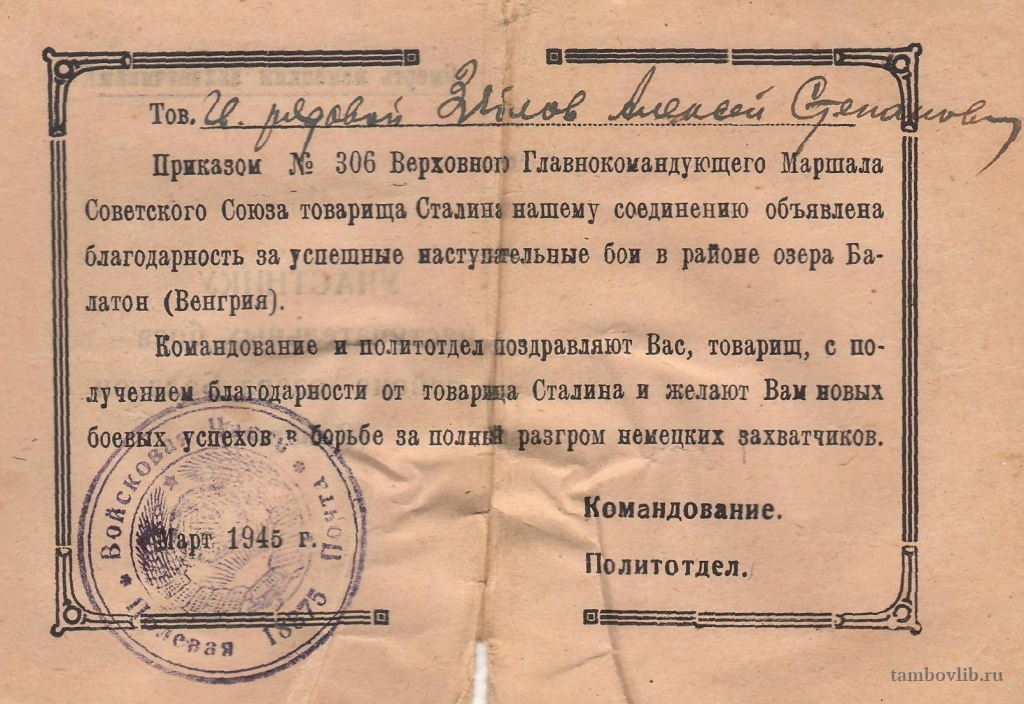 Тов. Гв. рядовой Зайлов Алексей Степанович
Приказом № 306 Верховного Главнокомандующего Маршала
Советского Союза товарища Сталина нашему соединению объявлена
благодарность за успешные наступательные бои в районе озера Ба-
латон (Венгрия).
Командование и политотдел поздравляют Вас, товарищ, с по-
лучением благодарности от товарища Сталина и желают Вам новых
боевых успехов в борьбе за полный разгром немецких захватчиков.
Командование.
Март 1945 г.
Политотдел.
Войсковая Часть * Полевая Почта 18875
tambovlib.ru